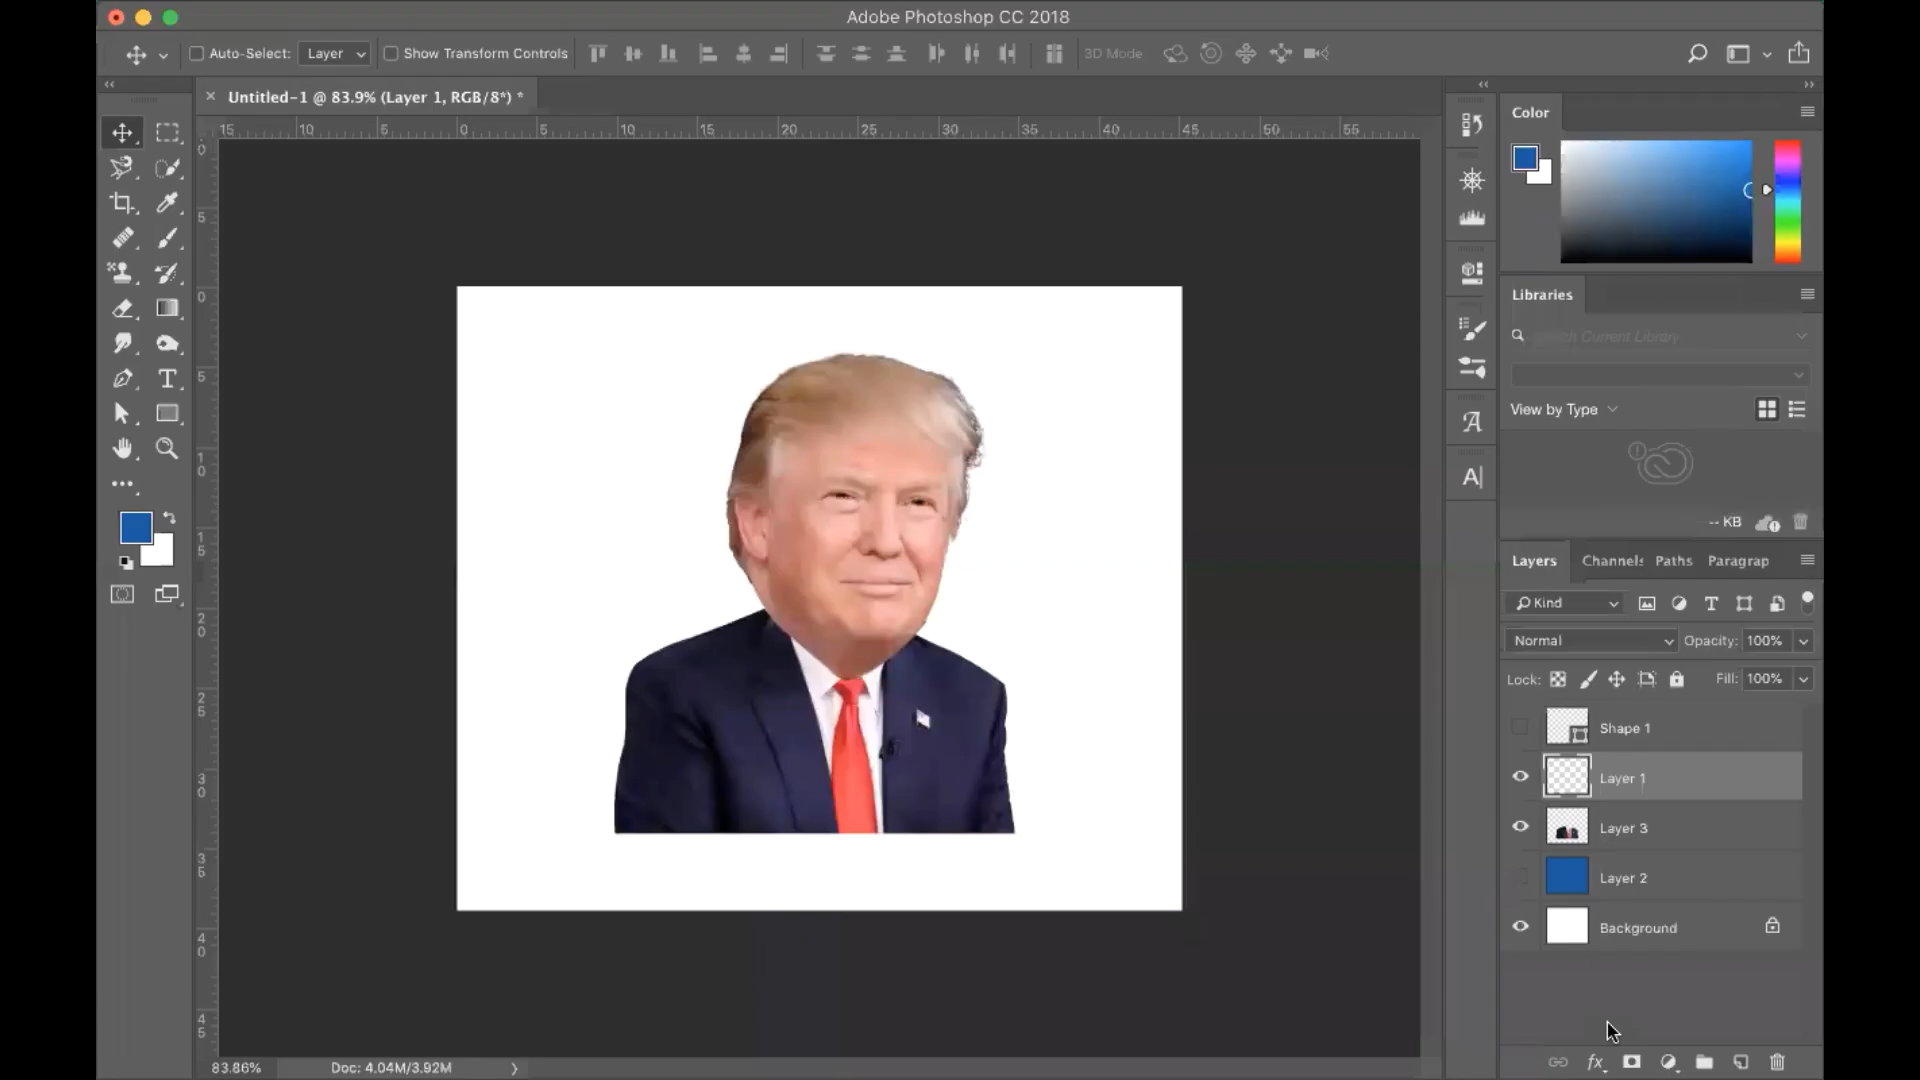 Adobe Photoshop CC 2018
Auto-Select: Layer Show Transform Controls 3D Mode
× Untitled-1 @ 83.9% (Layer 1, RGB/8*) *
15 10 5 0 5 10 15 20 25 30 35 40 45 50 55
0
5
0
5
10
15
20
25
30
35
40
45
Color
Libraries
Search Current Library
View by Type
-- KB
Layers Channels Paths Paragrap
Kind
Normal Opacity: 100%
Lock: Fill: 100%
Shape 1
Layer 1
Layer 3
Layer 2
Background
fx
83.86% Doc: 4.04M/3.92M